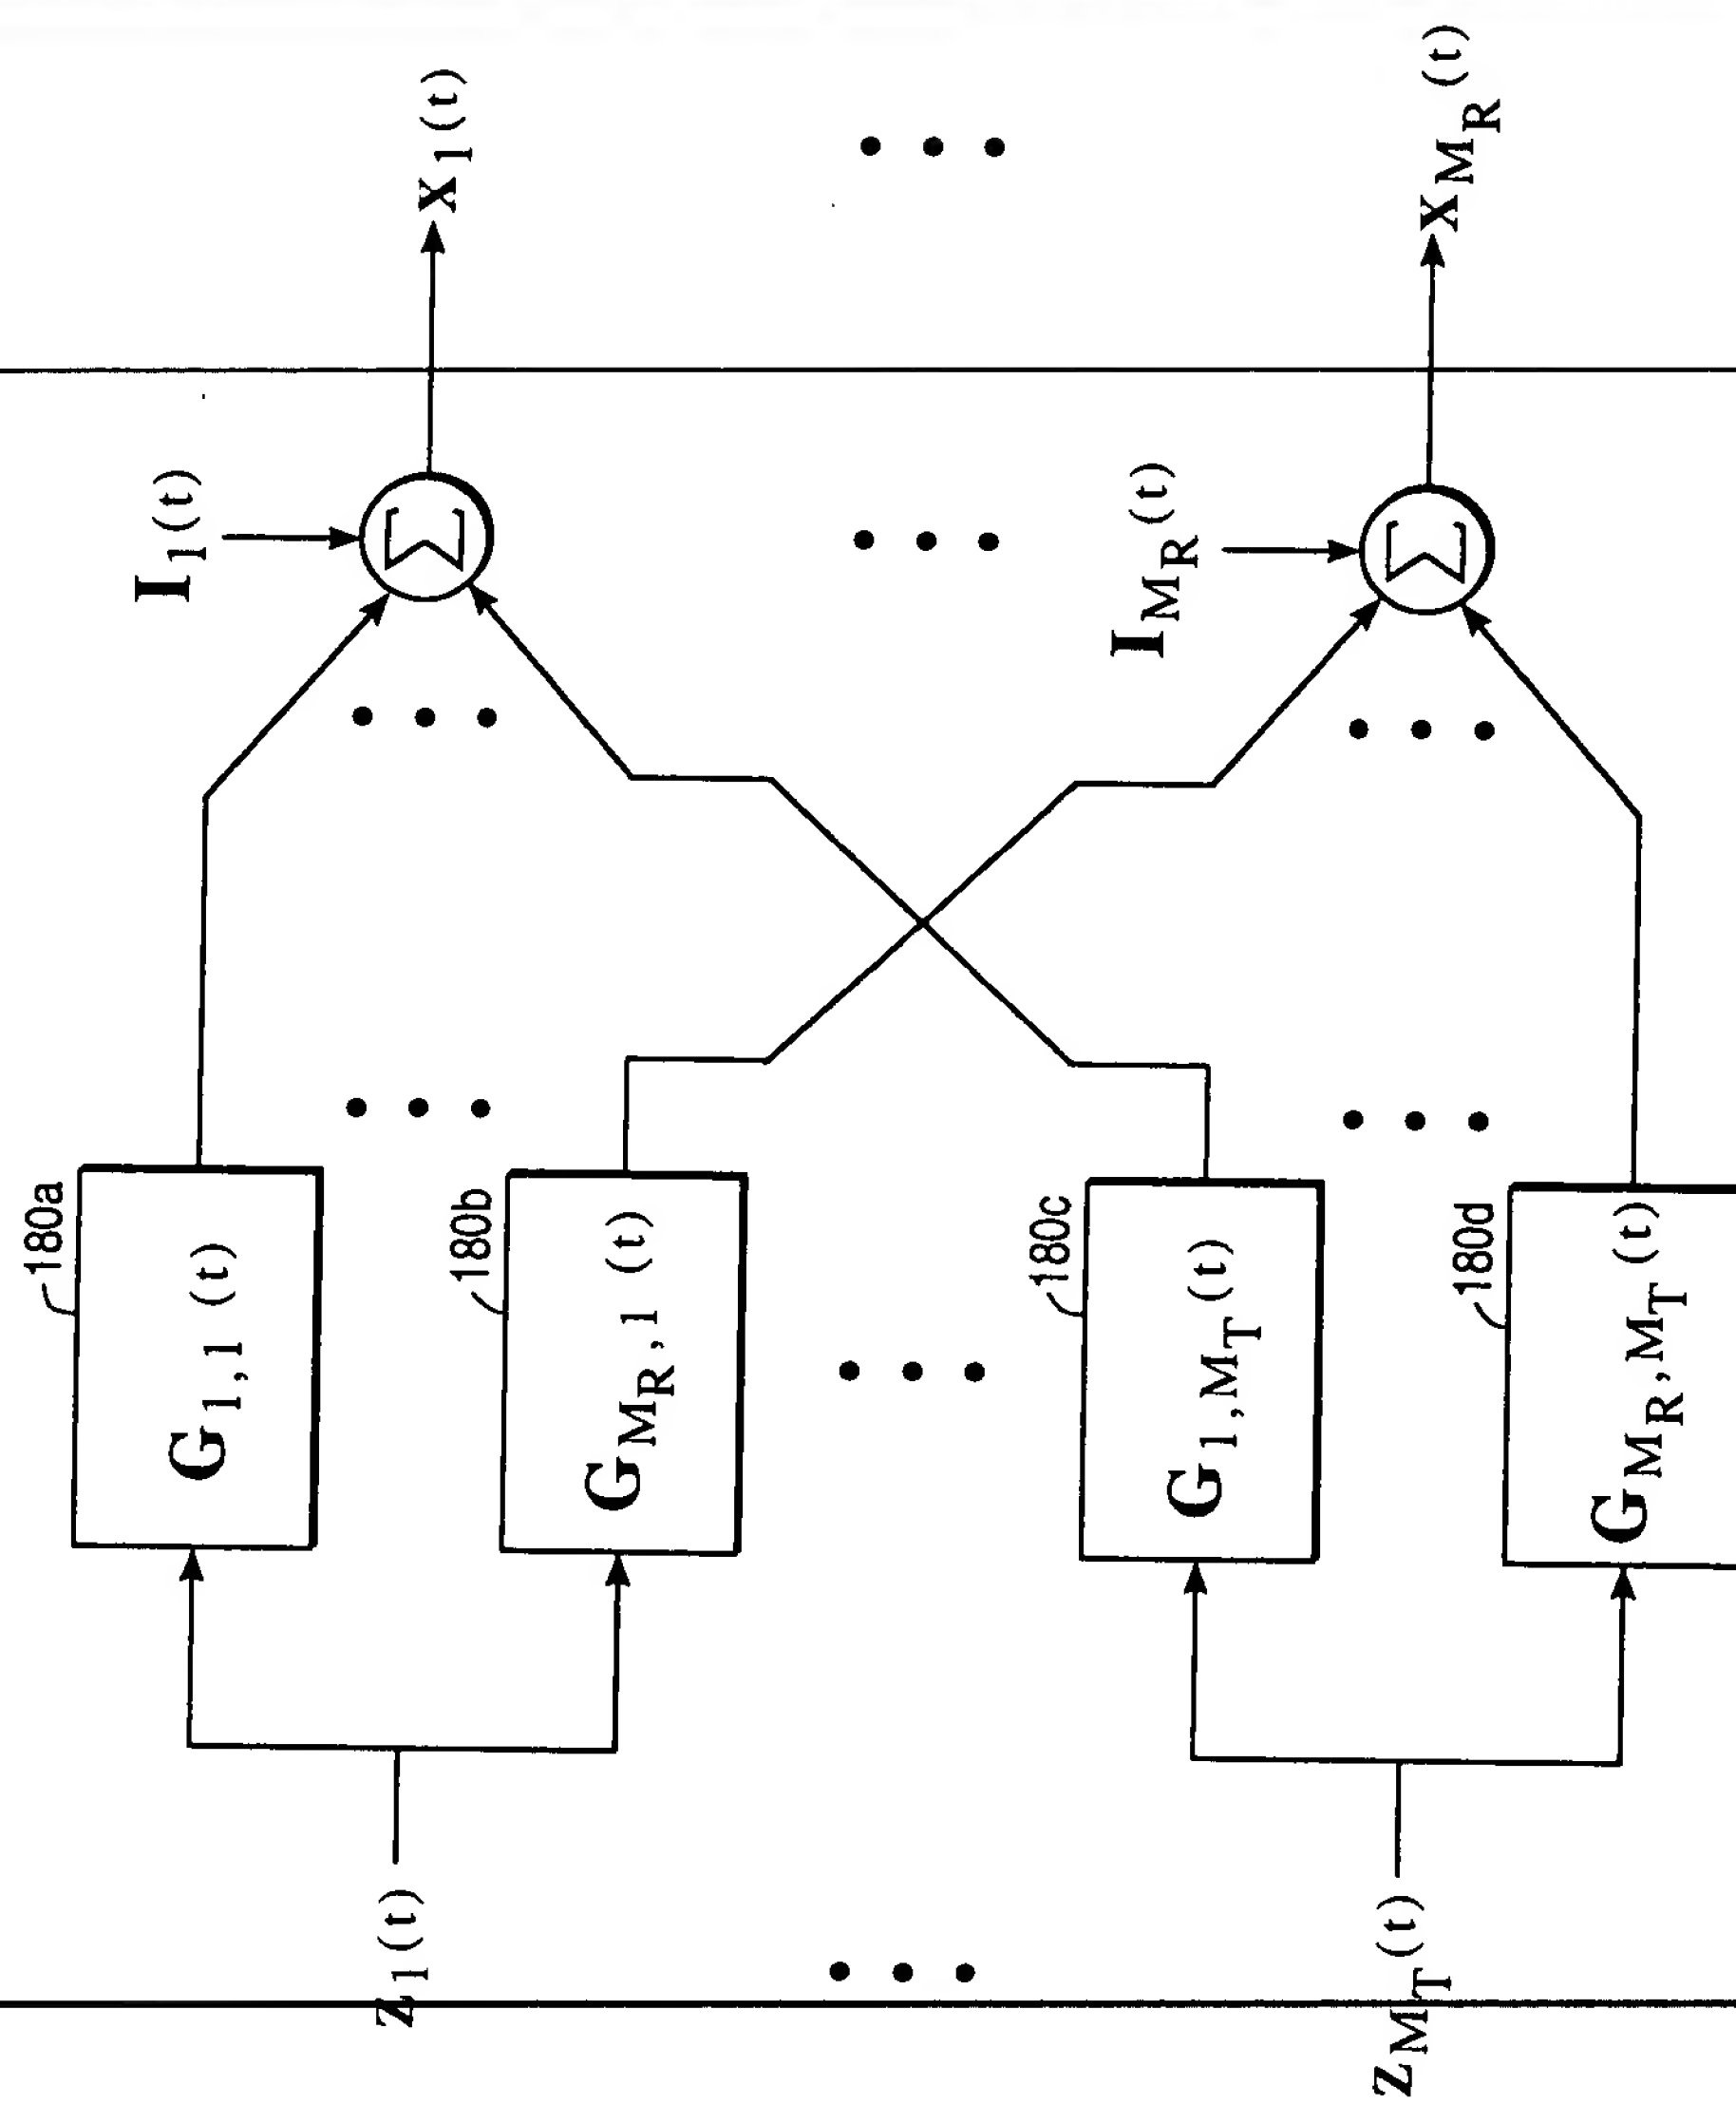 z1(t)
zMT(t)
180a
G1,1(t)
180b
GMR,1(t)
180c
G1,MT(t)
180d
GMR,MT(t)
I1(t)
Σ
IMR(t)
Σ
x1(t)
xMR(t)